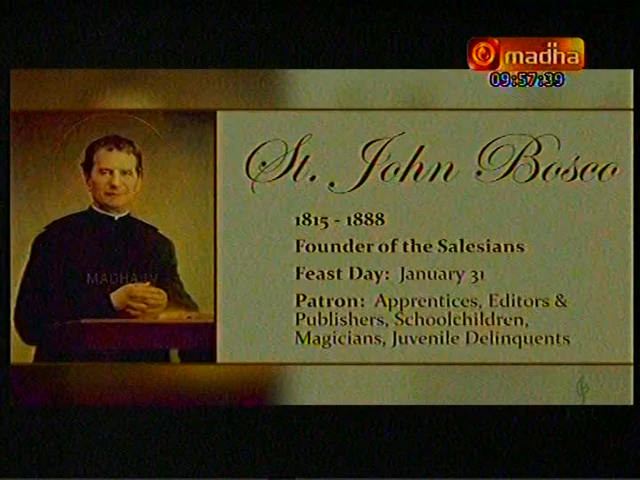 madha
09:57:39
St. John Bosco
1815 - 1888
Founder of the Salesians
Feast Day: January 31
Patron: Apprentices, Editors &
Publishers, Schoolchildren,
Magicians, Juvenile Delinquents
MADHA TV